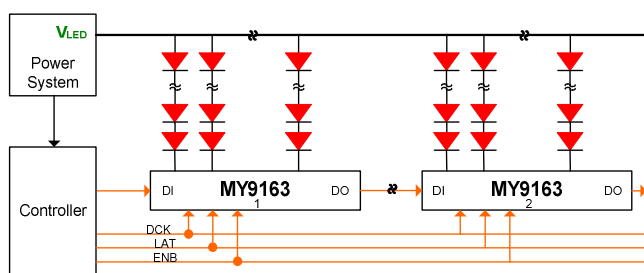 VLED
Power
System
Controller
DI MY9163 DO
1
DI MY9163 DO
2
DCK
LAT
ENB